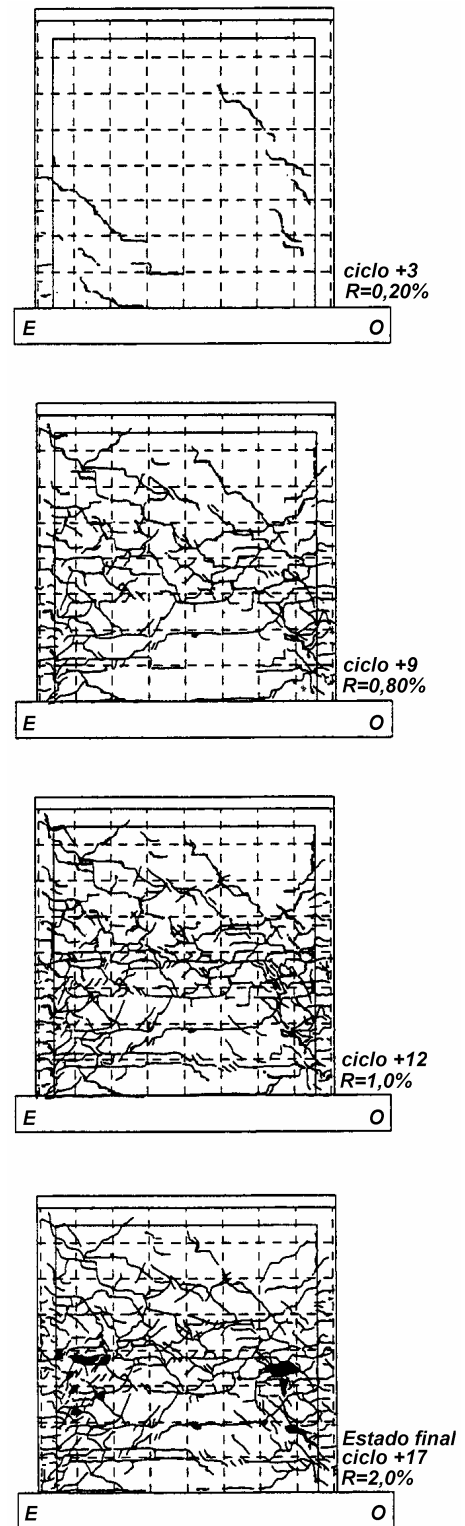 ciclo +3
R=0,20%
E O
ciclo +9
R=0,80%
E O
ciclo +12
R=1,0%
E O
Estado final
ciclo +17
R=2,0%
E O